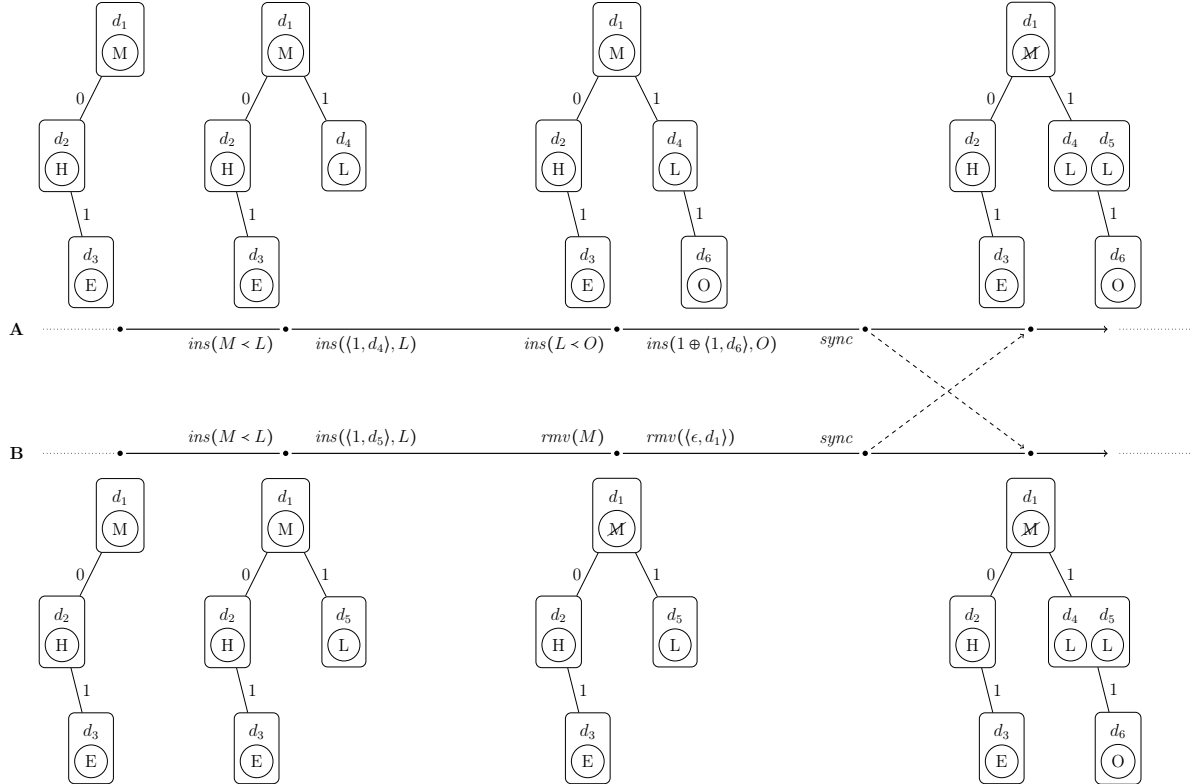 d₁ d₁ d₁ d₁
M M M M
0 0 1 0 1 0 1
d₂ d₂ d₄ d₂ d₄ d₂ d₄ d₅
H H L H L H L L
1 1 1 1 1 1
d₃ d₃ d₃ d₆ d₃ d₆
E E E O E O
A
ins(M ≺ L) ins(⟨1, d₄⟩, L) ins(L ≺ O) ins(1 ⊕ ⟨1, d₆⟩, O) sync
ins(M ≺ L) ins(⟨1, d₅⟩, L) rmv(M) rmv(⟨ϵ, d₁⟩) sync
B
d₁ d₁ d₁ d₁
M M M M
0 0 1 0 1 0 1
d₂ d₂ d₅ d₂ d₅ d₂ d₄ d₅
H H L H L H L L
1 1 1 1 1
d₃ d₃ d₃ d₃ d₆
E E E E O